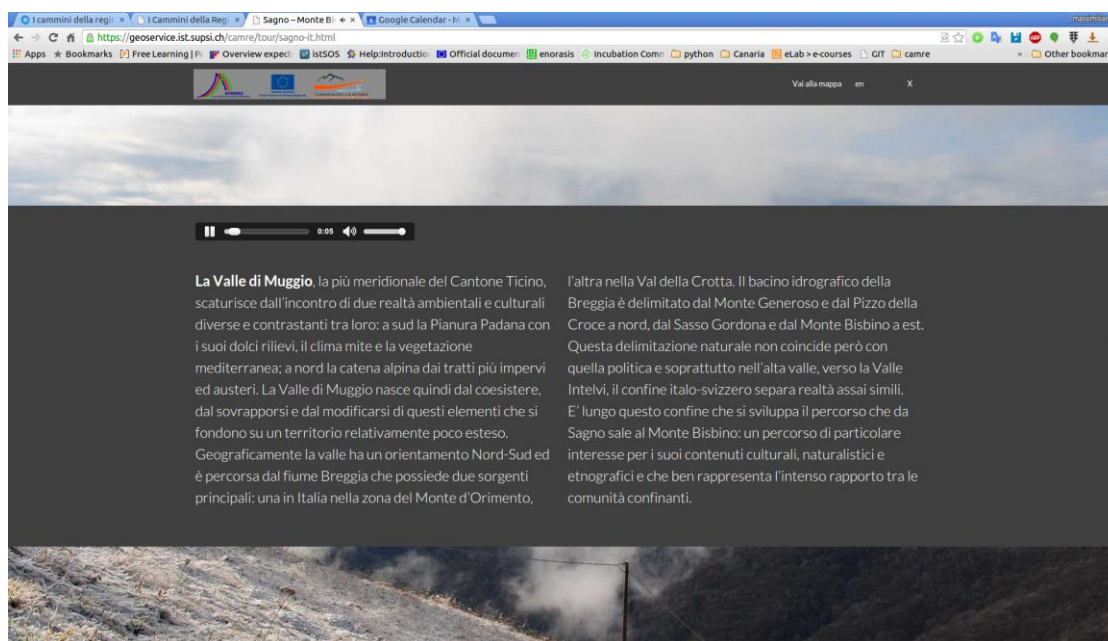 I cammini della regi
I Cammini della Reg
Sagno – Monte Bi
Google Calendar - M
https://geoservice.ist.supsi.ch/camre/tour/sagno-it.html
Apps
Bookmarks
Free Learning | P
Overview expect
istSOS
Help:Introductio
Official documen
enorasis
Incubation Comm
python
Canaria
eLab > e-courses
GIT
camre
»
Other bookmar
Vai alla mappa
en
X
0:05
La Valle di Muggio, la più meridionale del Cantone Ticino,
scaturisce dall'incontro di due realtà ambientali e culturali
diverse e contrastanti tra loro: a sud la Pianura Padana con
i suoi dolci rilievi, il clima mite e la vegetazione
mediterranea; a nord la catena alpina dai tratti più impervi
ed austeri. La Valle di Muggio nasce quindi dal coesistere,
dal sovrapporsi e dal modificarsi di questi elementi che si
fondono su un territorio relativamente poco esteso.
Geograficamente la valle ha un orientamento Nord-Sud ed
è percorsa dal fiume Breggia che possiede due sorgenti
principali: una in Italia nella zona del Monte d'Orimento,
l'altra nella Val della Crotta. Il bacino idrografico della
Breggia è delimitato dal Monte Generoso e dal Pizzo della
Croce a nord, dal Sasso Gordona e dal Monte Bisbino a est.
Questa delimitazione naturale non coincide però con
quella politica e soprattutto nell'alta valle, verso la Valle
Intelvi, il confine italo-svizzero separa realtà assai simili.
E' lungo questo confine che si sviluppa il percorso che da
Sagno sale al Monte Bisbino: un percorso di particolare
interesse per i suoi contenuti culturali, naturalistici e
etnografici e che ben rappresenta l'intenso rapporto tra le
comunità confinanti.